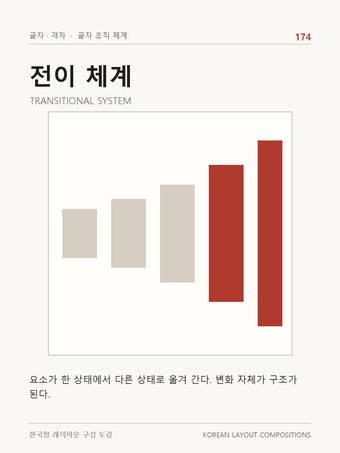 글자 · 격자 · 글자 조직 체계
174
전이 체계
TRANSITIONAL SYSTEM
요소가 한 상태에서 다른 상태로 옮겨 간다. 변화 자체가 구조가
된다.
한국형 레이아웃 구성 도감
KOREAN LAYOUT COMPOSITIONS